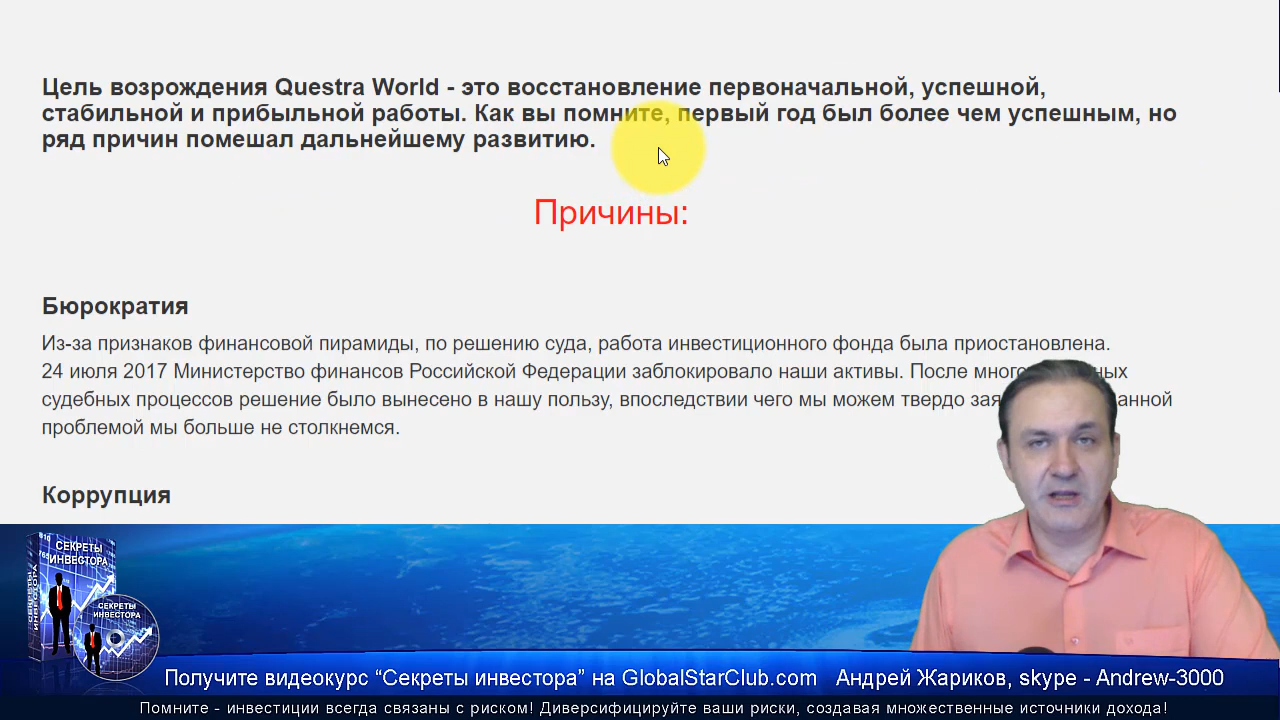 Цель возрождения Questra World - это восстановление первоначальной, успешной,
стабильной и прибыльной работы. Как вы помните, первый год был более чем успешным, но
ряд причин помешал дальнейшему развитию.
Причины:
Бюрократия
Из-за признаков финансовой пирамиды, по решению суда, работа инвестиционного фонда была приостановлена.
24 июля 2017 Министерство финансов Российской Федерации заблокировало наши активы. После мног ных
судебных процессов решение было вынесено в нашу пользу, впоследствии чего мы можем твердо зая анной
проблемой мы больше не столкнемся.
Коррупция
СЕКРЕТЫ
ИНВЕСТОРА
СЕКРЕТЫ
ИНВЕСТОРА
Получите видеокурс “Секреты инвестора” на GlobalStarClub.com Андрей Жариков, skype - Andrew-3000
Помните - инвестиции всегда связаны с риском! Диверсифицируйте ваши риски, создавая множественные источники дохода!